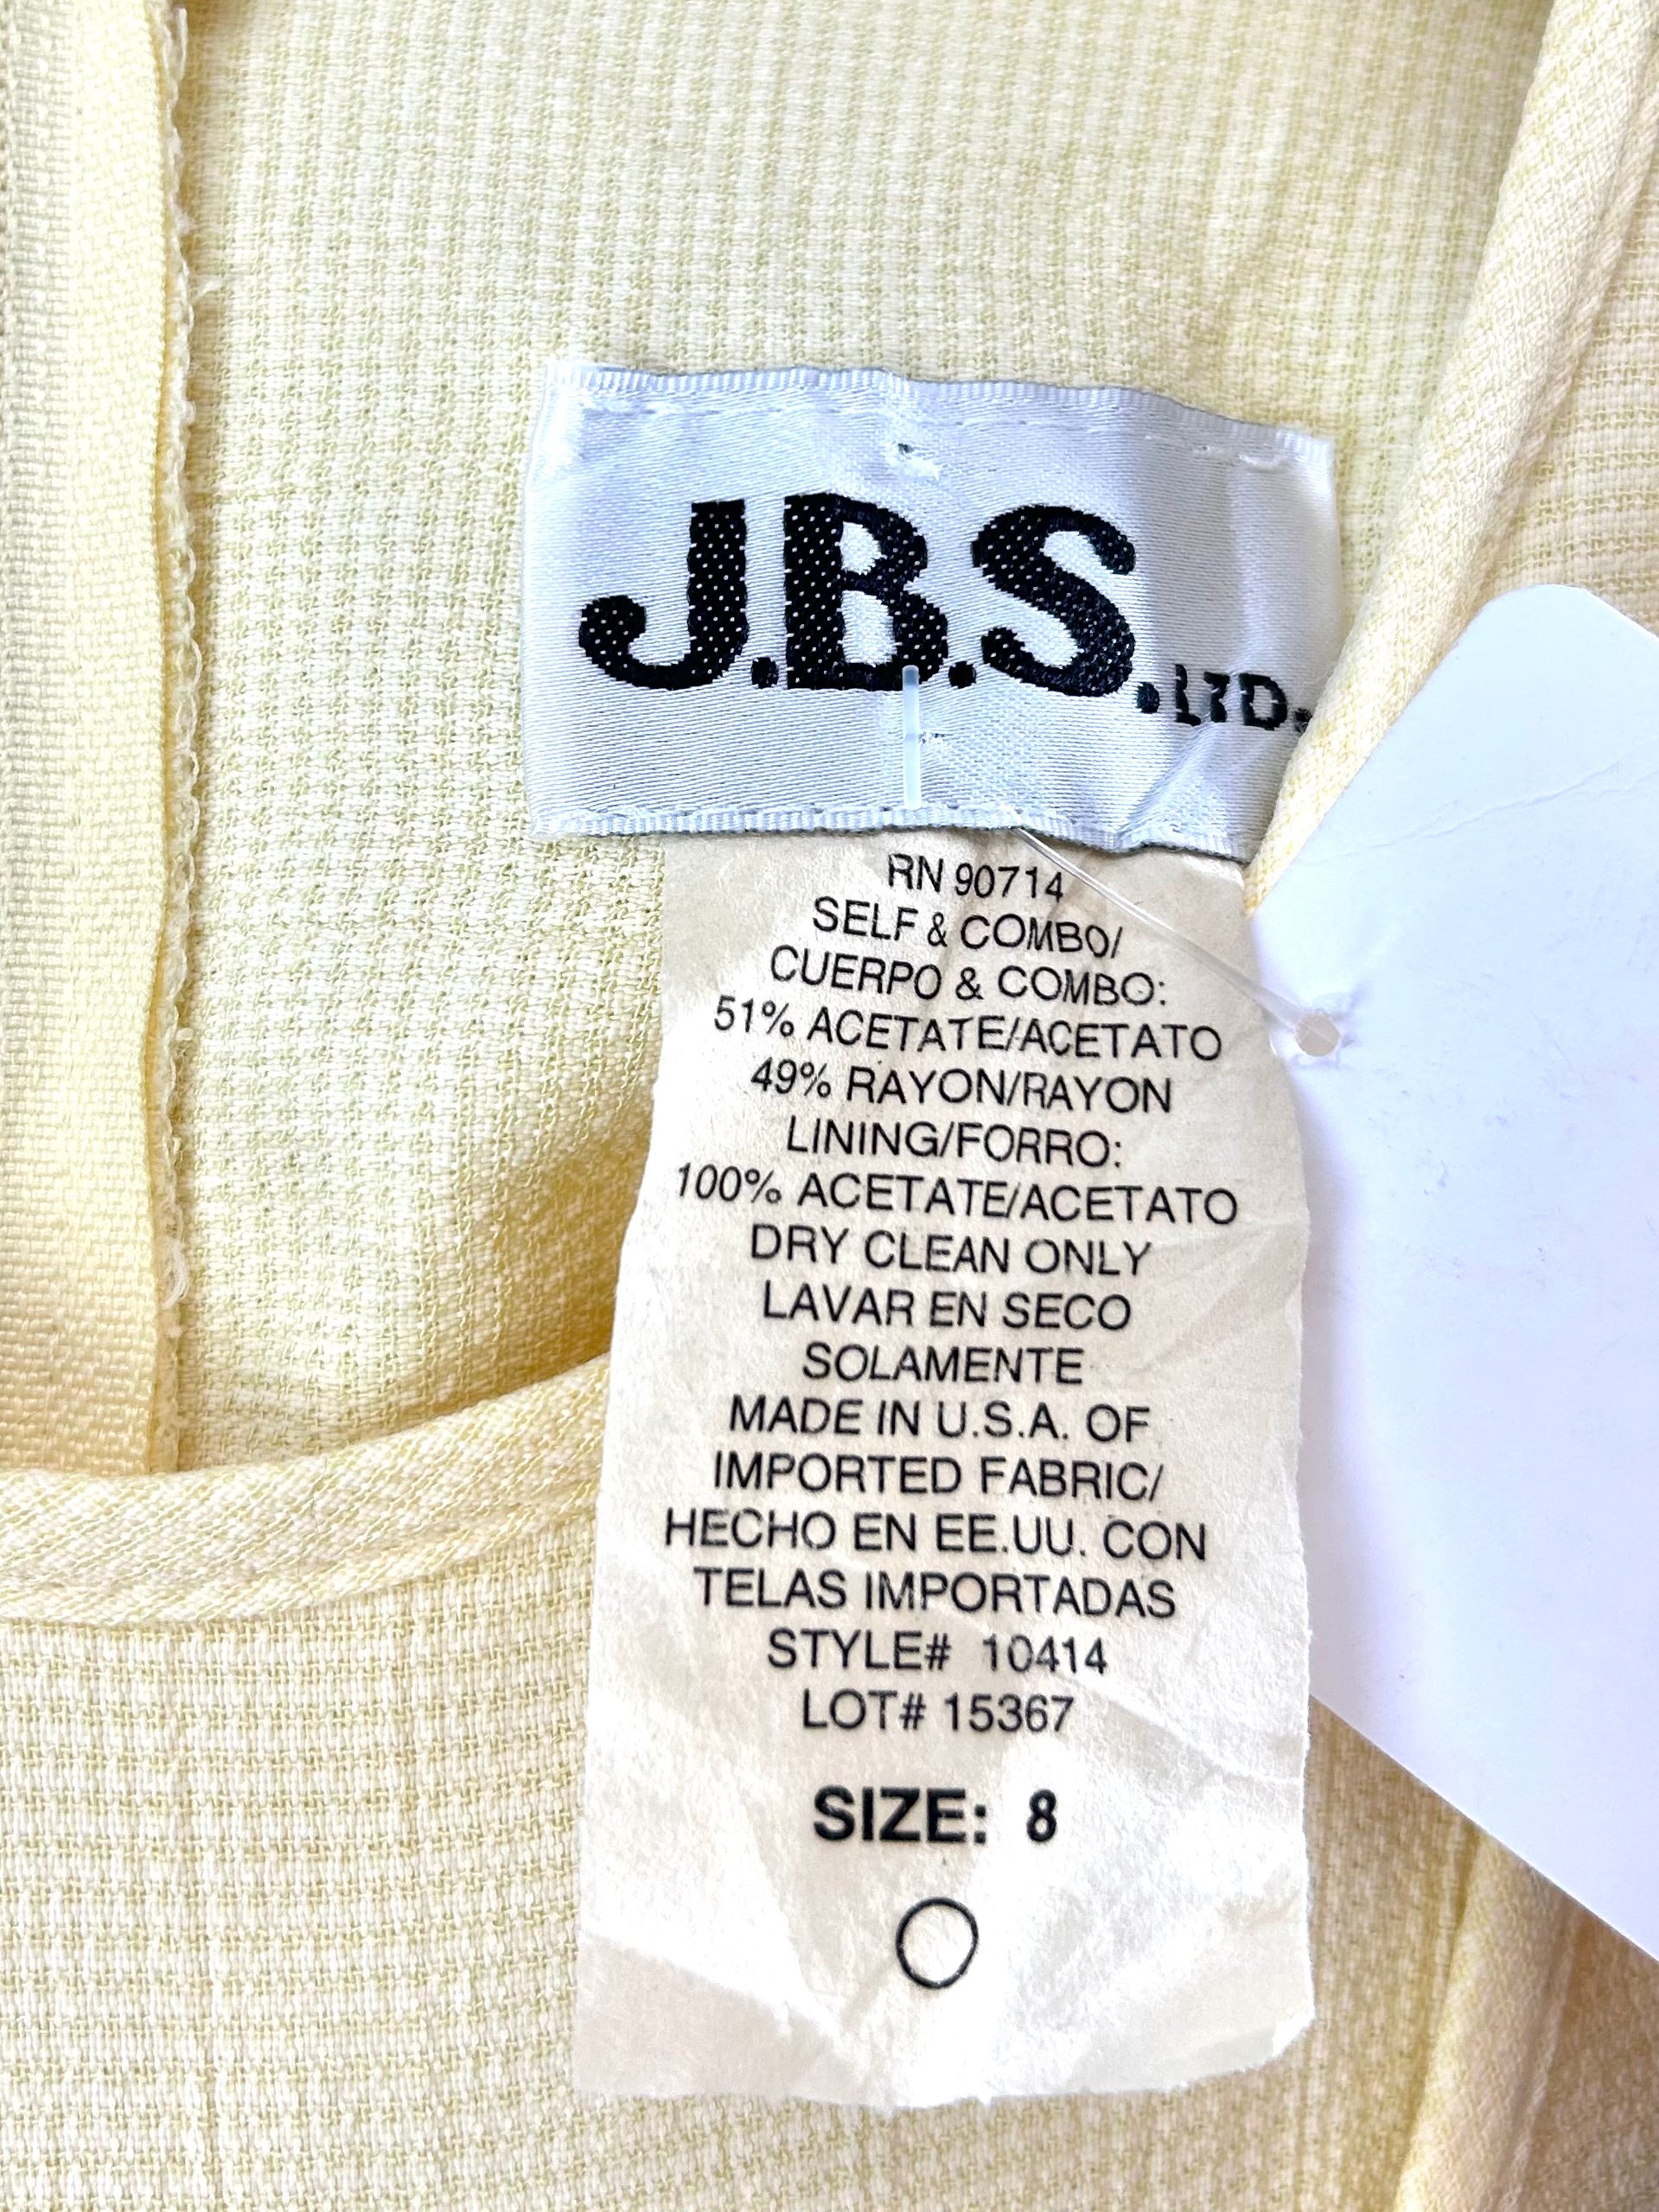 J.B.S. LTD.
RN 90714
SELF & COMBO/
CUERPO & COMBO:
51% ACETATE/ACETATO
49% RAYON/RAYON
LINING/FORRO:
100% ACETATE/ACETATO
DRY CLEAN ONLY
LAVAR EN SECO
SOLAMENTE
MADE IN U.S.A. OF
IMPORTED FABRIC/
HECHO EN EE.UU. CON
TELAS IMPORTADAS
STYLE# 10414
LOT# 15367
SIZE: 8